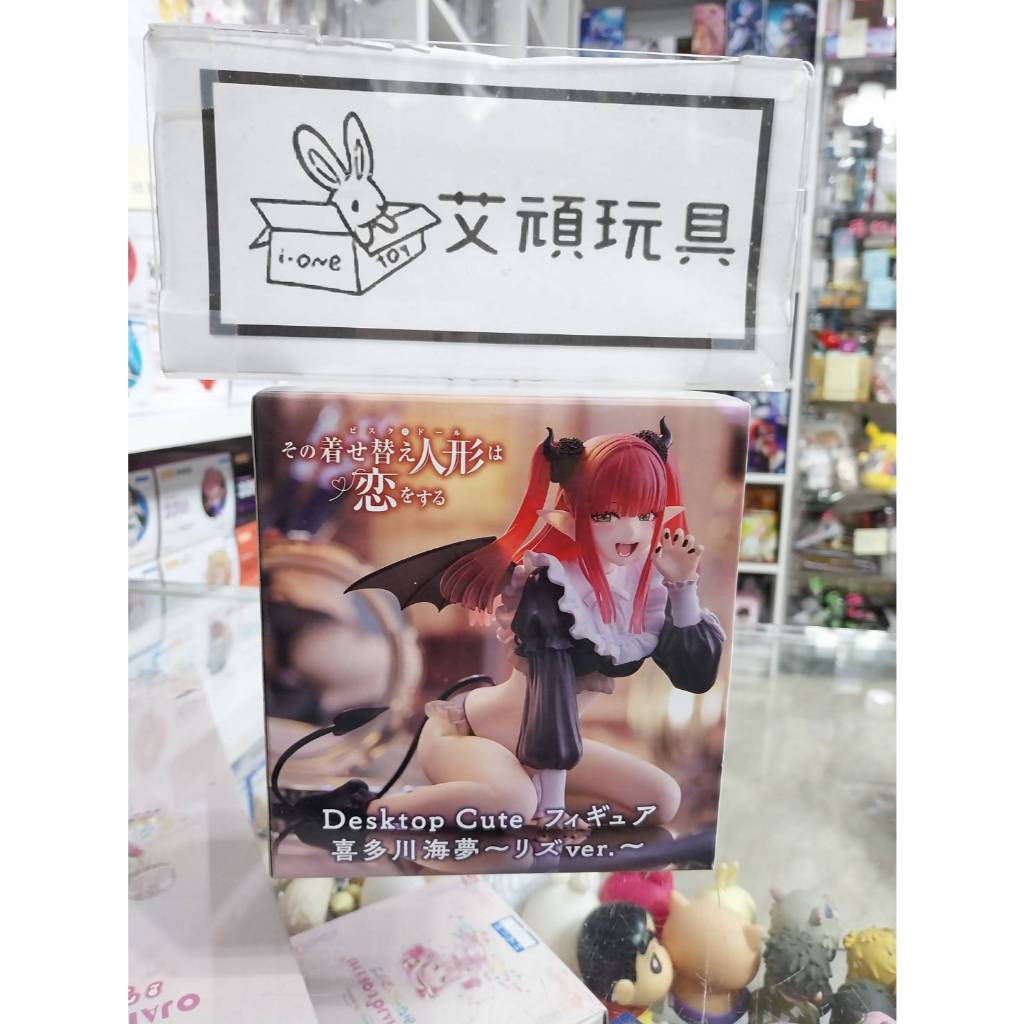 艾頑玩具
i·one
TOY
ビスク・ドール
その着せ替え人形は
恋をする
Desktop Cute フィギュア
喜多川海夢～リズver.～